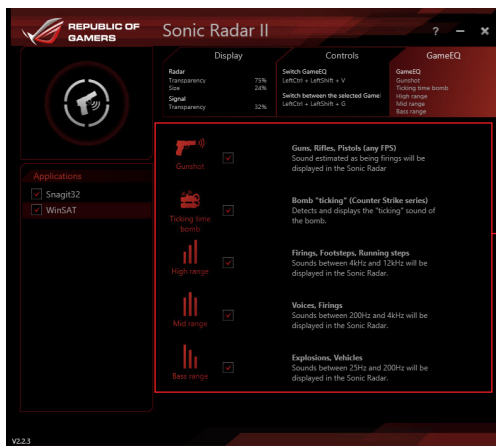 REPUBLIC OF
GAMERS
Sonic Radar II
?
Display
Radar
Transparency 75%
Size 24%
Signal
Transparency 32%
Controls
Switch GameEQ
LeftCtrl + LeftShift + V
Switch between the selected Game
LeftCtrl + LeftShift + G
GameEQ
GameEQ
Gunshot
Ticking time bomb
High range
Mid range
Bass range
Applications
Snagit32
WinSAT
Gunshot
Guns, Rifles, Pistols (any FPS)
Sound estimated as being firings will be
displayed in the Sonic Radar
Ticking time
bomb
Bomb "ticking" (Counter Strike series)
Detects and displays the "ticking" sound of
the bomb.
High range
Firings, Footsteps, Running steps
Sounds between 4kHz and 12kHz will be
displayed in the Sonic Radar.
Mid range
Voices, Firings
Sounds between 200Hz and 4kHz will be
displayed in the Sonic Radar.
Bass range
Explosions, Vehicles
Sounds between 25Hz and 200Hz will be
displayed in the Sonic Radar.
V2.2.3